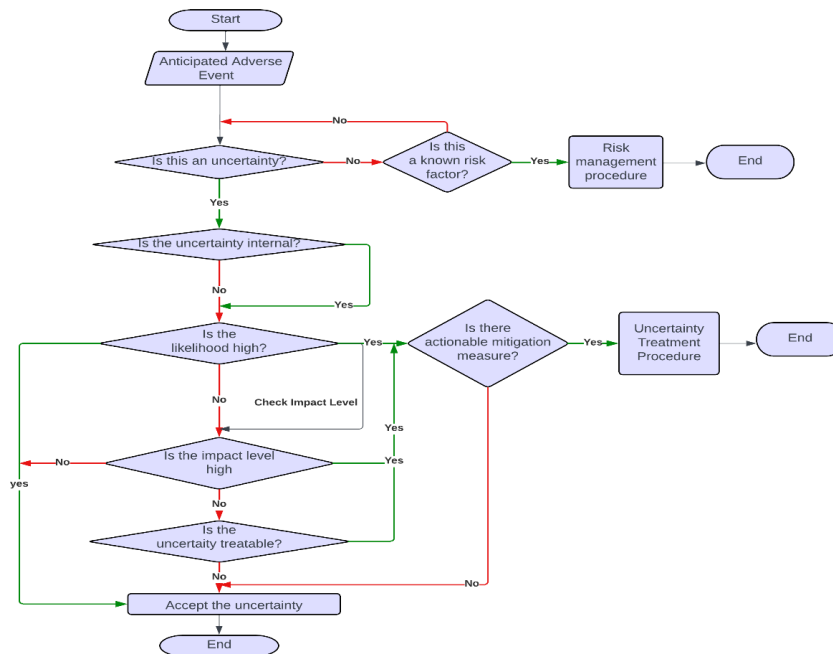 Start
Anticipated Adverse
Event
No
Is this an uncertainty?
No
Is this
a known risk
factor?
Yes
Risk
management
procedure
End
Yes
Is the uncertainty internal?
No
Yes
Is the
likelihood high?
Yes
Is there
actionable mitigation
measure?
Yes
Uncertainty
Treatment
Procedure
End
No
Check Impact Level
Yes
Is the impact level
high
No
Yes
yes
No
Is the
uncertaity treatable?
No
No
Accept the uncertainty
End